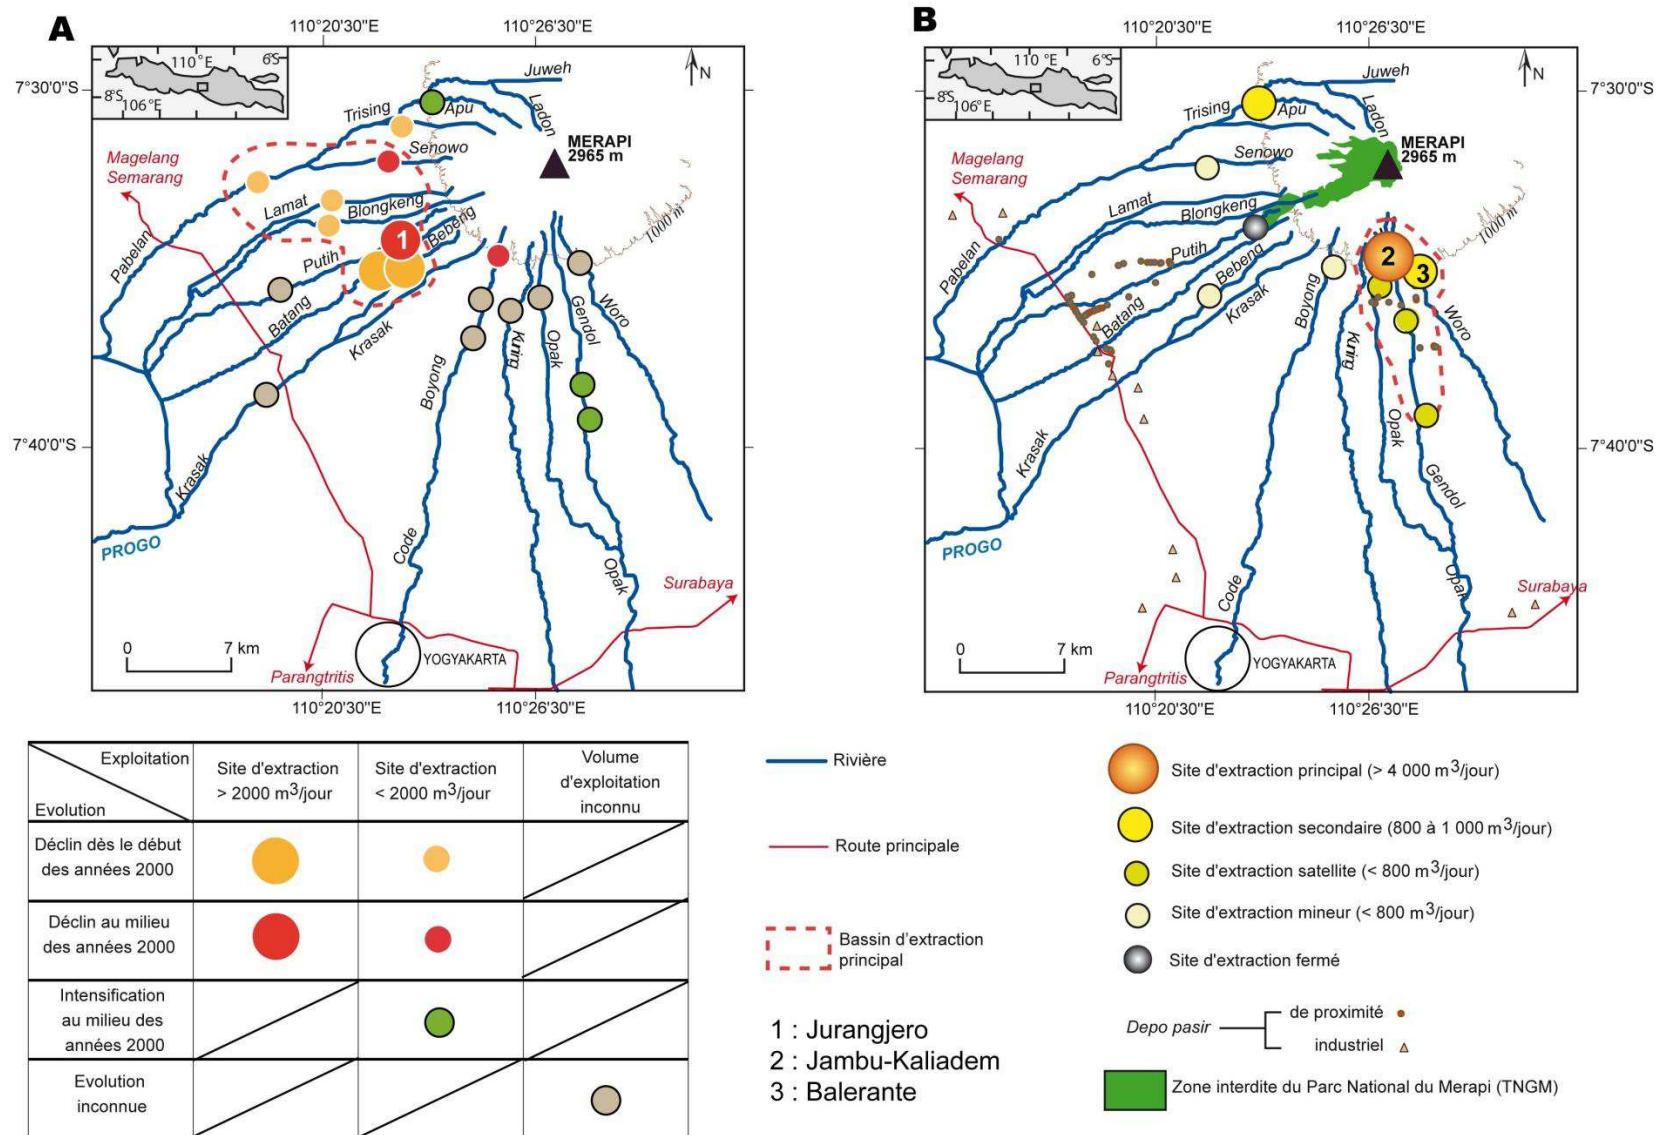 A
110°20'30"E
110°26'30"E
110°E
6°S
8°S
106°E
N
7°30'0"S
Juweh
Trising
Apu
Ladon
MERAPI
2965 m
Senowo
Magelang
Semarang
Lamat
Blongkeng
Bebeng
1
1000 m
Pabelan
Putih
Batang
Krasak
Woro
Gendol
Kuning
Opak
Boyong
7°40'0"S
Krasak
PROGO
Code
Opak
Surabaya
0
7 km
YOGYAKARTA
Parangtritis
110°20'30"E
110°26'30"E
B
110°20'30"E
110°26'30"E
110°E
6°S
8°S
106°E
N
7°30'0"S
Juweh
Trising
Apu
Ladon
MERAPI
2965 m
Senowo
Magelang
Semarang
Lamat
Blongkeng
1000 m
Pabelan
Putih
Bebeng
2
3
Batang
Krasak
Boyong
Woro
Kuning
Opak
7°40'0"S
Krasak
Gendol
PROGO
Code
Opak
Surabaya
0
7 km
YOGYAKARTA
Parangtritis
110°20'30"E
110°26'30"E
Exploitation
Evolution
Site d'extraction
> 2000 m3/jour
Site d'extraction
< 2000 m3/jour
Volume
d'exploitation
inconnu
Déclin dès le début
des années 2000
Déclin au milieu
des années 2000
Intensification
au milieu des
années 2000
Evolution
inconnue
Rivière
Route principale
Bassin d'extraction
principal
1 : Jurangjero
2 : Jambu-Kaliadem
3 : Balerante
Site d'extraction principal (> 4 000 m3/jour)
Site d'extraction secondaire (800 à 1 000 m3/jour)
Site d'extraction satellite (< 800 m3/jour)
Site d'extraction mineur (< 800 m3/jour)
Site d'extraction fermé
Depo pasir
de proximité
industriel
Zone interdite du Parc National du Merapi (TNGM)